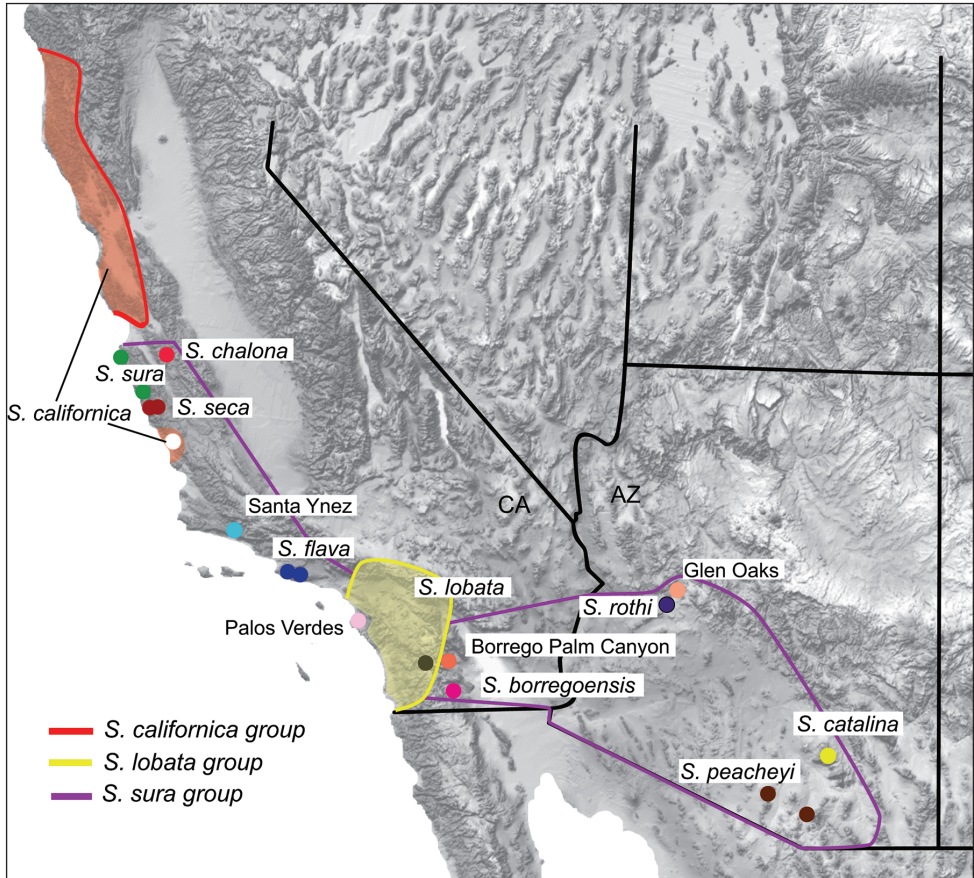 S. chalona
S. sura
S. californica
S. seca
CA
AZ
Santa Ynez
S. flava
Glen Oaks
S. lobata
S. rothi
Palos Verdes
Borrego Palm Canyon
S. borregoensis
S. catalina
S. californica group
S. lobata group
S. peacheyi
S. sura group